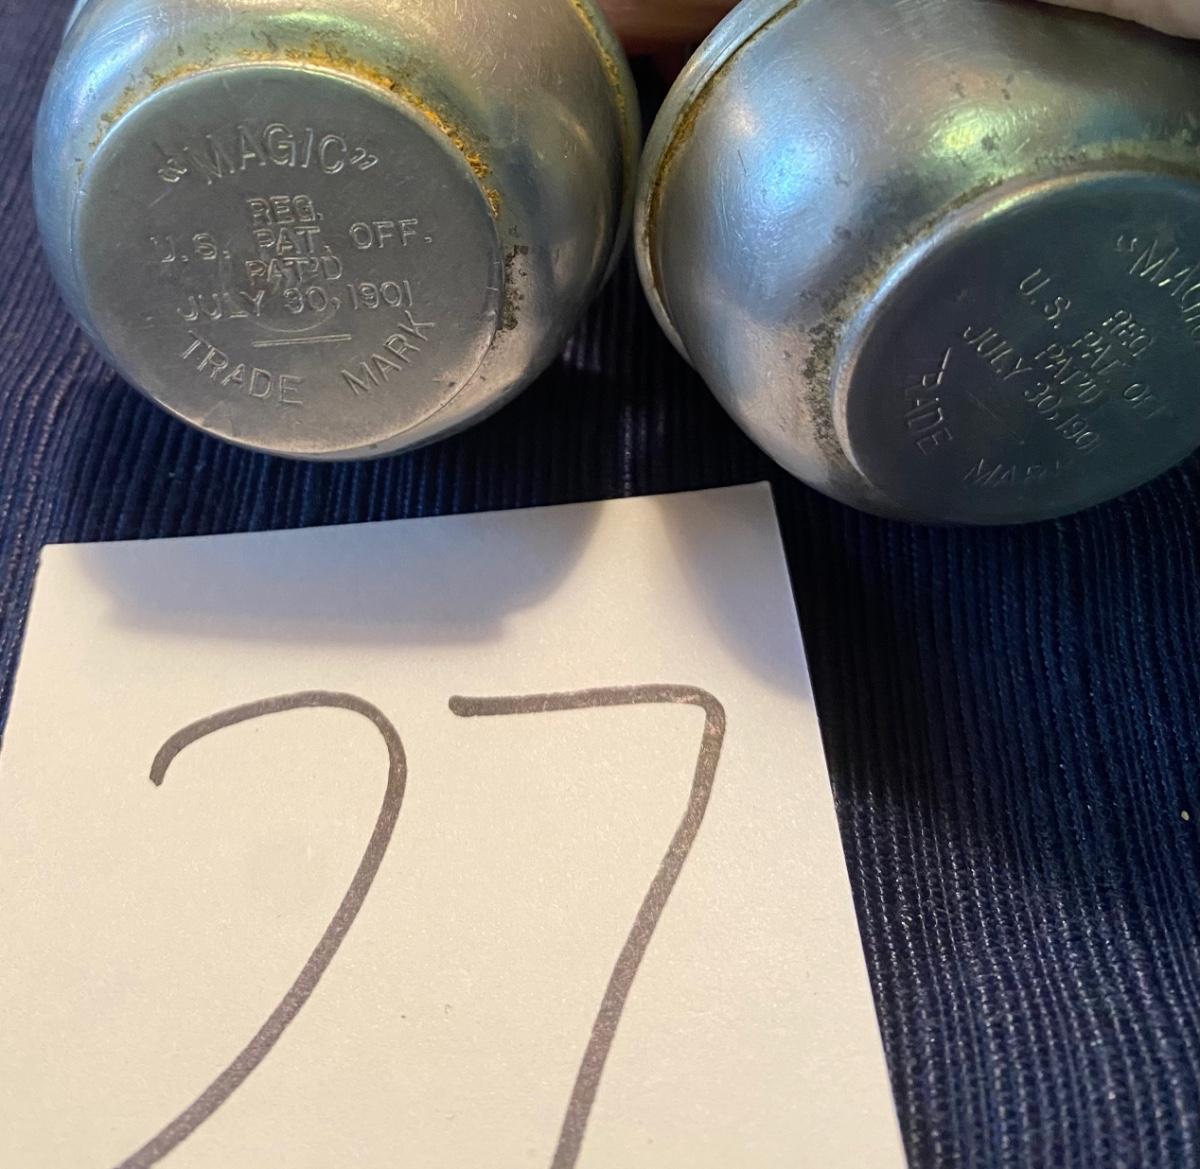 “MAGIC”
REG.
U.S. PAT. OFF.
PAT'D
JULY 30, 1901
TRADE MARK
“MAGIC
REG.
U.S. PAT. OFF
PAT'D
JULY 30, 1901
TRADE MARK
27